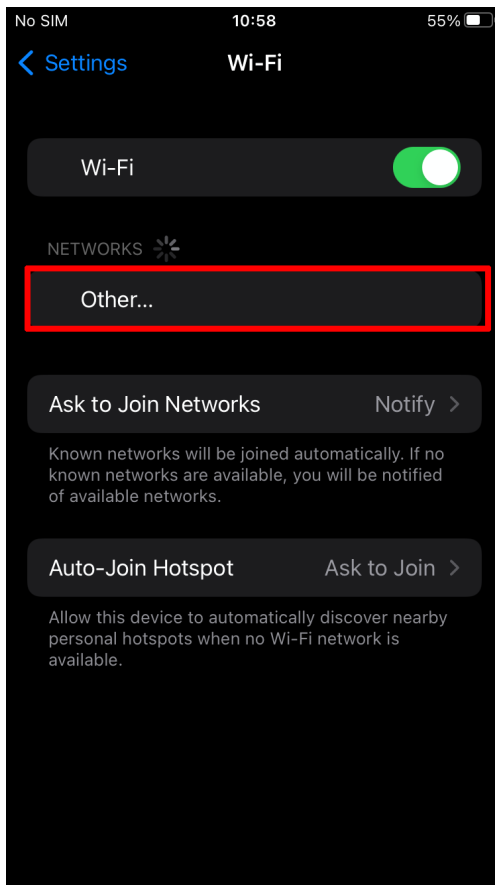 No SIM 10:58 55%
Settings Wi-Fi
Wi-Fi
NETWORKS
Other...
Ask to Join Networks Notify
Known networks will be joined automatically. If no
known networks are available, you will be notified
of available networks.
Auto-Join Hotspot Ask to Join
Allow this device to automatically discover nearby
personal hotspots when no Wi-Fi network is
available.